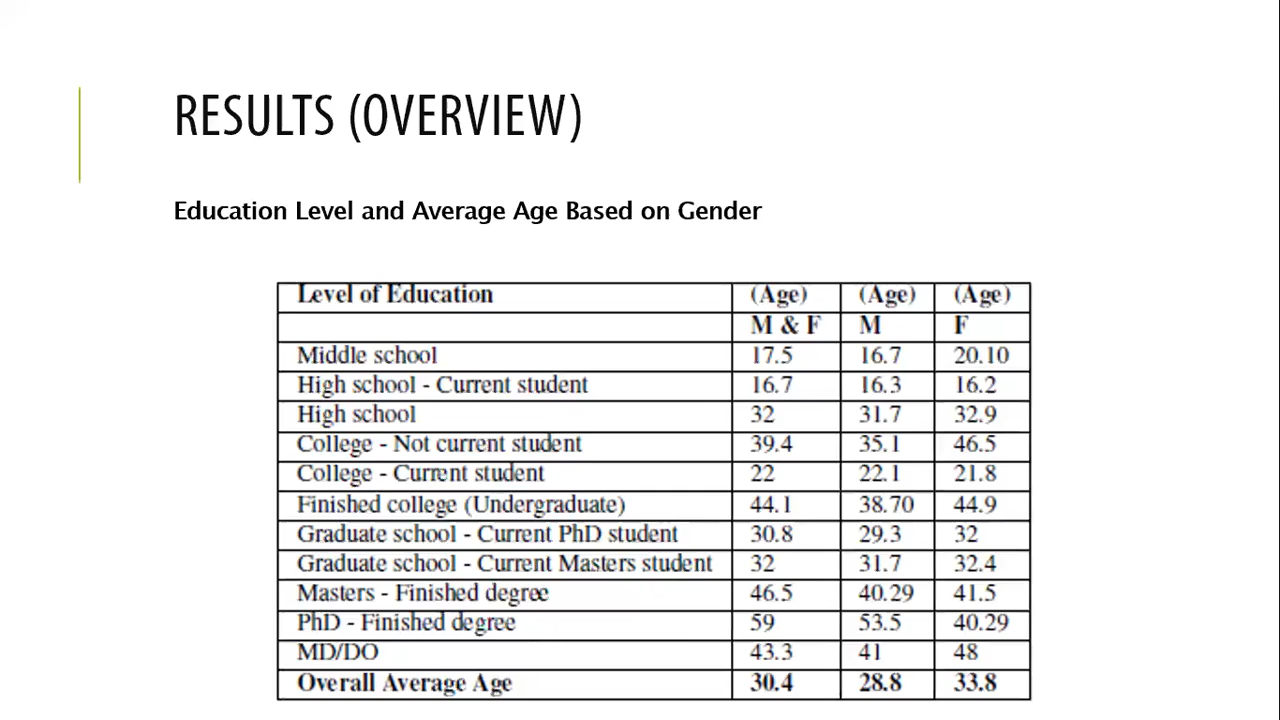 RESULTS (OVERVIEW)
Education Level and Average Age Based on Gender
Level of Education (Age) (Age) (Age)
M & F M F
Middle school 17.5 16.7 20.10
High school - Current student 16.7 16.3 16.2
High school 32 31.7 32.9
College - Not current student 39.4 35.1 46.5
College - Current student 22 22.1 21.8
Finished college (Undergraduate) 44.1 38.70 44.9
Graduate school - Current PhD student 30.8 29.3 32
Graduate school - Current Masters student 32 31.7 32.4
Masters - Finished degree 46.5 40.29 41.5
PhD - Finished degree 59 53.5 40.29
MD/DO 43.3 41 48
Overall Average Age 30.4 28.8 33.8